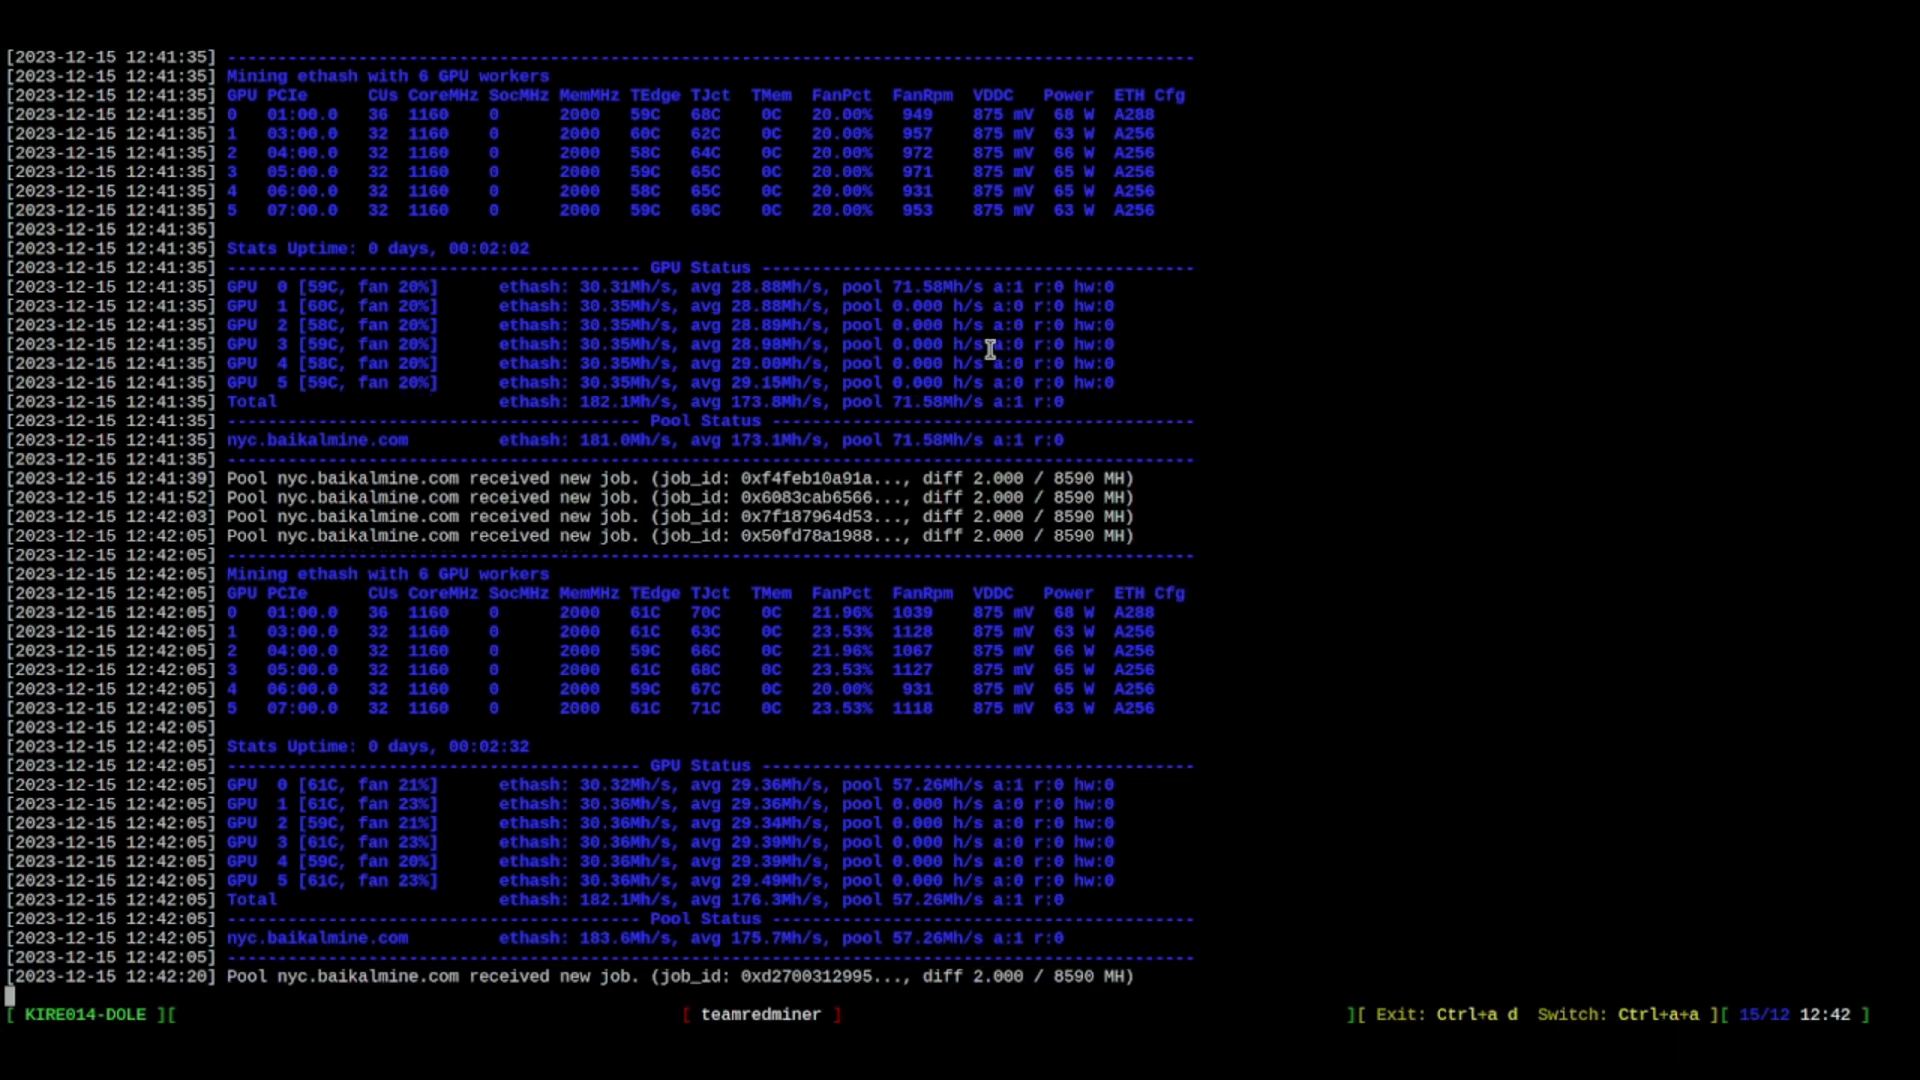 [2023-12-15 12:41:35] ------------------------------------------------------------------------------------------------
[2023-12-15 12:41:35] Mining ethash with 6 GPU workers
[2023-12-15 12:41:35] GPU PCIe CUs CoreMHz SocMHz MemMHz TEdge TJct TMem FanPct FanRpm VDDC Power ETH Cfg
[2023-12-15 12:41:35] 0 01:00.0 36 1160 0 2000 59C 68C 0C 20.00% 949 875 mV 68 W A288
[2023-12-15 12:41:35] 1 03:00.0 32 1160 0 2000 60C 62C 0C 20.00% 957 875 mV 63 W A256
[2023-12-15 12:41:35] 2 04:00.0 32 1160 0 2000 58C 64C 0C 20.00% 972 875 mV 66 W A256
[2023-12-15 12:41:35] 3 05:00.0 32 1160 0 2000 59C 65C 0C 20.00% 971 875 mV 65 W A256
[2023-12-15 12:41:35] 4 06:00.0 32 1160 0 2000 58C 65C 0C 20.00% 931 875 mV 65 W A256
[2023-12-15 12:41:35] 5 07:00.0 32 1160 0 2000 59C 69C 0C 20.00% 953 875 mV 63 W A256
[2023-12-15 12:41:35]
[2023-12-15 12:41:35] Stats Uptime: 0 days, 00:02:02
[2023-12-15 12:41:35] ----------------------------------------- GPU Status -------------------------------------------
[2023-12-15 12:41:35] GPU 0 [59C, fan 20%] ethash: 30.31Mh/s, avg 28.88Mh/s, pool 71.58Mh/s a:1 r:0 hw:0
[2023-12-15 12:41:35] GPU 1 [60C, fan 20%] ethash: 30.35Mh/s, avg 28.88Mh/s, pool 0.000 h/s a:0 r:0 hw:0
[2023-12-15 12:41:35] GPU 2 [58C, fan 20%] ethash: 30.35Mh/s, avg 28.89Mh/s, pool 0.000 h/s a:0 r:0 hw:0
[2023-12-15 12:41:35] GPU 3 [59C, fan 20%] ethash: 30.35Mh/s, avg 28.98Mh/s, pool 0.000 h/s a:0 r:0 hw:0
[2023-12-15 12:41:35] GPU 4 [58C, fan 20%] ethash: 30.35Mh/s, avg 29.00Mh/s, pool 0.000 h/s a:0 r:0 hw:0
[2023-12-15 12:41:35] GPU 5 [59C, fan 20%] ethash: 30.35Mh/s, avg 29.15Mh/s, pool 0.000 h/s a:0 r:0 hw:0
[2023-12-15 12:41:35] Total ethash: 182.1Mh/s, avg 173.8Mh/s, pool 71.58Mh/s a:1 r:0
[2023-12-15 12:41:35] ----------------------------------------- Pool Status ------------------------------------------
[2023-12-15 12:41:35] nyc.baikalmine.com ethash: 181.0Mh/s, avg 173.1Mh/s, pool 71.58Mh/s a:1 r:0
[2023-12-15 12:41:35] ------------------------------------------------------------------------------------------------
[2023-12-15 12:41:39] Pool nyc.baikalmine.com received new job. (job_id: 0xf4feb10a91a..., diff 2.000 / 8590 MH)
[2023-12-15 12:41:52] Pool nyc.baikalmine.com received new job. (job_id: 0x6083cab6566..., diff 2.000 / 8590 MH)
[2023-12-15 12:42:03] Pool nyc.baikalmine.com received new job. (job_id: 0x7f187964d53..., diff 2.000 / 8590 MH)
[2023-12-15 12:42:05] Pool nyc.baikalmine.com received new job. (job_id: 0x50fd78a1988..., diff 2.000 / 8590 MH)
[2023-12-15 12:42:05] ------------------------------------------------------------------------------------------------
[2023-12-15 12:42:05] Mining ethash with 6 GPU workers
[2023-12-15 12:42:05] GPU PCIe CUs CoreMHz SocMHz MemMHz TEdge TJct TMem FanPct FanRpm VDDC Power ETH Cfg
[2023-12-15 12:42:05] 0 01:00.0 36 1160 0 2000 61C 70C 0C 21.96% 1039 875 mV 68 W A288
[2023-12-15 12:42:05] 1 03:00.0 32 1160 0 2000 61C 63C 0C 23.53% 1128 875 mV 63 W A256
[2023-12-15 12:42:05] 2 04:00.0 32 1160 0 2000 59C 66C 0C 21.96% 1067 875 mV 66 W A256
[2023-12-15 12:42:05] 3 05:00.0 32 1160 0 2000 61C 68C 0C 23.53% 1127 875 mV 65 W A256
[2023-12-15 12:42:05] 4 06:00.0 32 1160 0 2000 59C 67C 0C 20.00% 931 875 mV 65 W A256
[2023-12-15 12:42:05] 5 07:00.0 32 1160 0 2000 61C 71C 0C 23.53% 1118 875 mV 63 W A256
[2023-12-15 12:42:05]
[2023-12-15 12:42:05] Stats Uptime: 0 days, 00:02:32
[2023-12-15 12:42:05] ----------------------------------------- GPU Status -------------------------------------------
[2023-12-15 12:42:05] GPU 0 [61C, fan 21%] ethash: 30.32Mh/s, avg 29.36Mh/s, pool 57.26Mh/s a:1 r:0 hw:0
[2023-12-15 12:42:05] GPU 1 [61C, fan 23%] ethash: 30.36Mh/s, avg 29.36Mh/s, pool 0.000 h/s a:0 r:0 hw:0
[2023-12-15 12:42:05] GPU 2 [59C, fan 21%] ethash: 30.36Mh/s, avg 29.34Mh/s, pool 0.000 h/s a:0 r:0 hw:0
[2023-12-15 12:42:05] GPU 3 [61C, fan 23%] ethash: 30.36Mh/s, avg 29.39Mh/s, pool 0.000 h/s a:0 r:0 hw:0
[2023-12-15 12:42:05] GPU 4 [59C, fan 20%] ethash: 30.36Mh/s, avg 29.39Mh/s, pool 0.000 h/s a:0 r:0 hw:0
[2023-12-15 12:42:05] GPU 5 [61C, fan 23%] ethash: 30.36Mh/s, avg 29.49Mh/s, pool 0.000 h/s a:0 r:0 hw:0
[2023-12-15 12:42:05] Total ethash: 182.1Mh/s, avg 176.3Mh/s, pool 57.26Mh/s a:1 r:0
[2023-12-15 12:42:05] ----------------------------------------- Pool Status ------------------------------------------
[2023-12-15 12:42:05] nyc.baikalmine.com ethash: 183.6Mh/s, avg 175.7Mh/s, pool 57.26Mh/s a:1 r:0
[2023-12-15 12:42:05] ------------------------------------------------------------------------------------------------
[2023-12-15 12:42:20] Pool nyc.baikalmine.com received new job. (job_id: 0xd2700312995..., diff 2.000 / 8590 MH)
[ KIRE014-DOLE ][ [ teamredminer ] ][ Exit: Ctrl+a d Switch: Ctrl+a+a ][ 15/12 12:42 ]